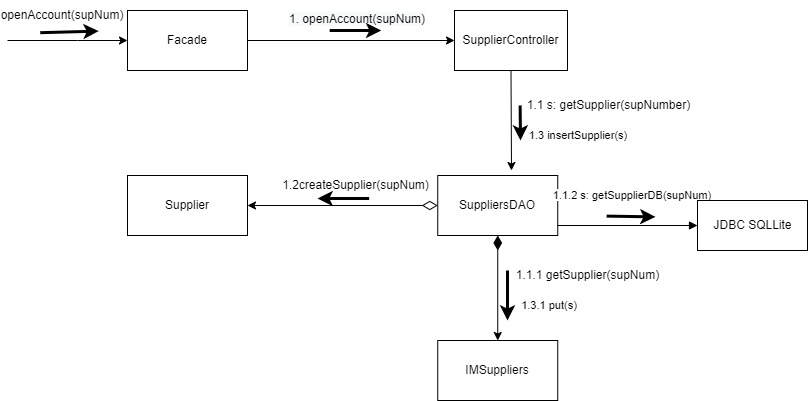 openAccount(supNum)
Facade
1. openAccount(supNum)
SupplierController
1.1 s: getSupplier(supNumber)
1.3 insertSupplier(s)
Supplier
1.2createSupplier(supNum)
SuppliersDAO
1.1.2 s: getSupplierDB(supNum)
JDBC SQLLite
1.1.1 getSupplier(supNum)
1.3.1 put(s)
IMSuppliers